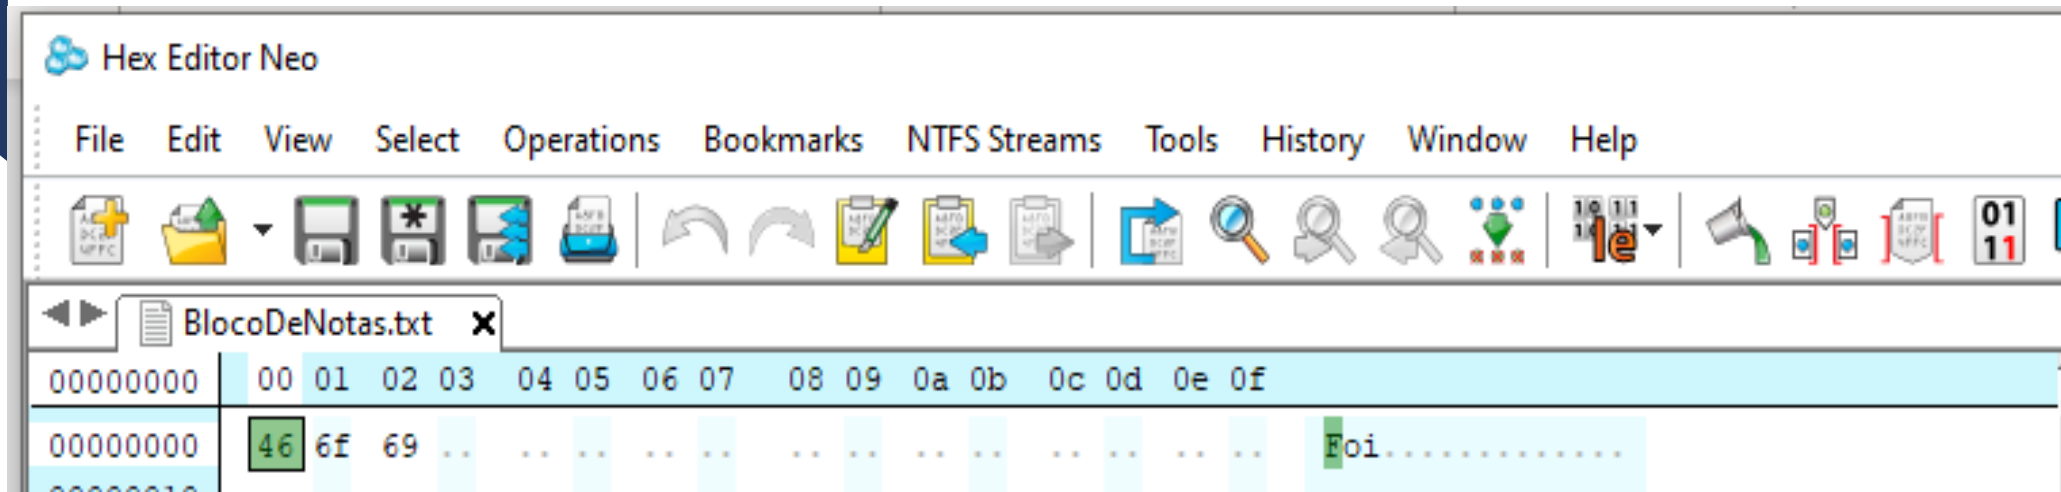 Hex Editor Neo
File Edit View Select Operations Bookmarks NTFS Streams Tools History Window Help
BlocoDeNotas.txt
00000000 00 01 02 03 04 05 06 07 08 09 0a 0b 0c 0d 0e 0f
00000000 46 6f 69 .. .. .. .. .. .. .. .. .. .. .. .. .. Foi.............